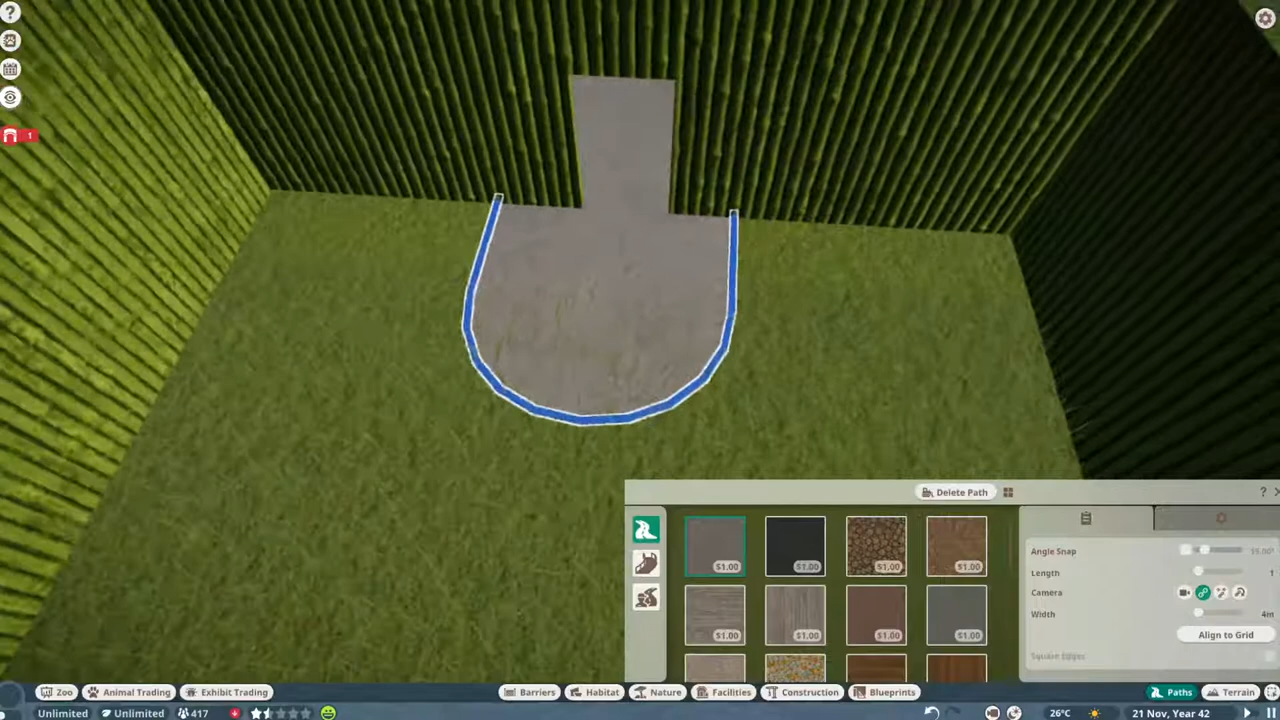 ?
1
Delete Path
?
$1.00 $1.00 $1.00 $1.00
$1.00 $1.00 $1.00 $1.00
Angle Snap
Length 1
Camera
Width 4m
Align to Grid
Square Edges
Zoo Animal Trading Exhibit Trading Barriers Habitat Nature Facilities Construction Blueprints Paths Terrain
Unlimited Unlimited 417 26°C 21 Nov, Year 42